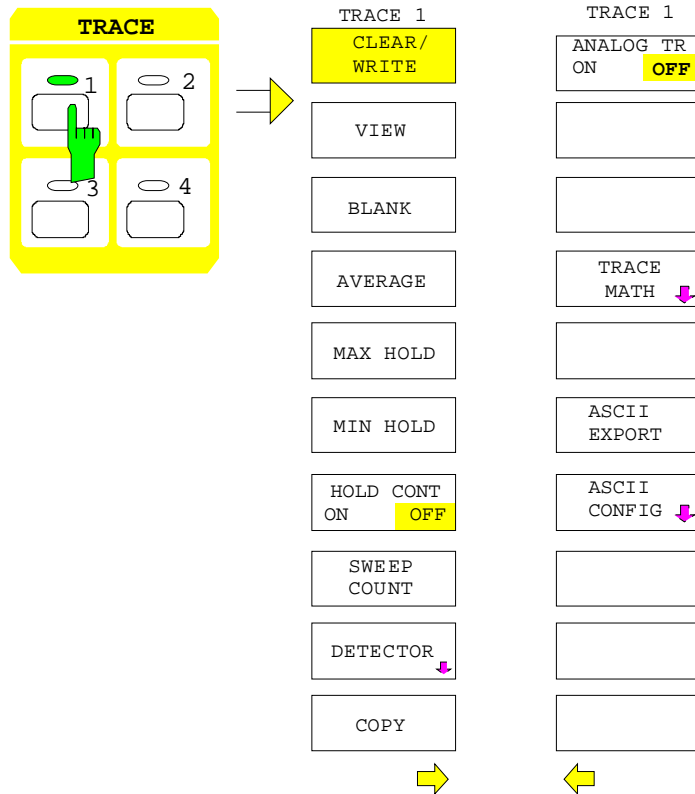 TRACE
1
2
3
4
TRACE 1
CLEAR/
WRITE
VIEW
BLANK
AVERAGE
MAX HOLD
MIN HOLD
HOLD CONT
ON OFF
SWEEP
COUNT
DETECTOR
COPY
TRACE 1
ANALOG TR
ON OFF
TRACE
MATH
ASCII
EXPORT
ASCII
CONFIG